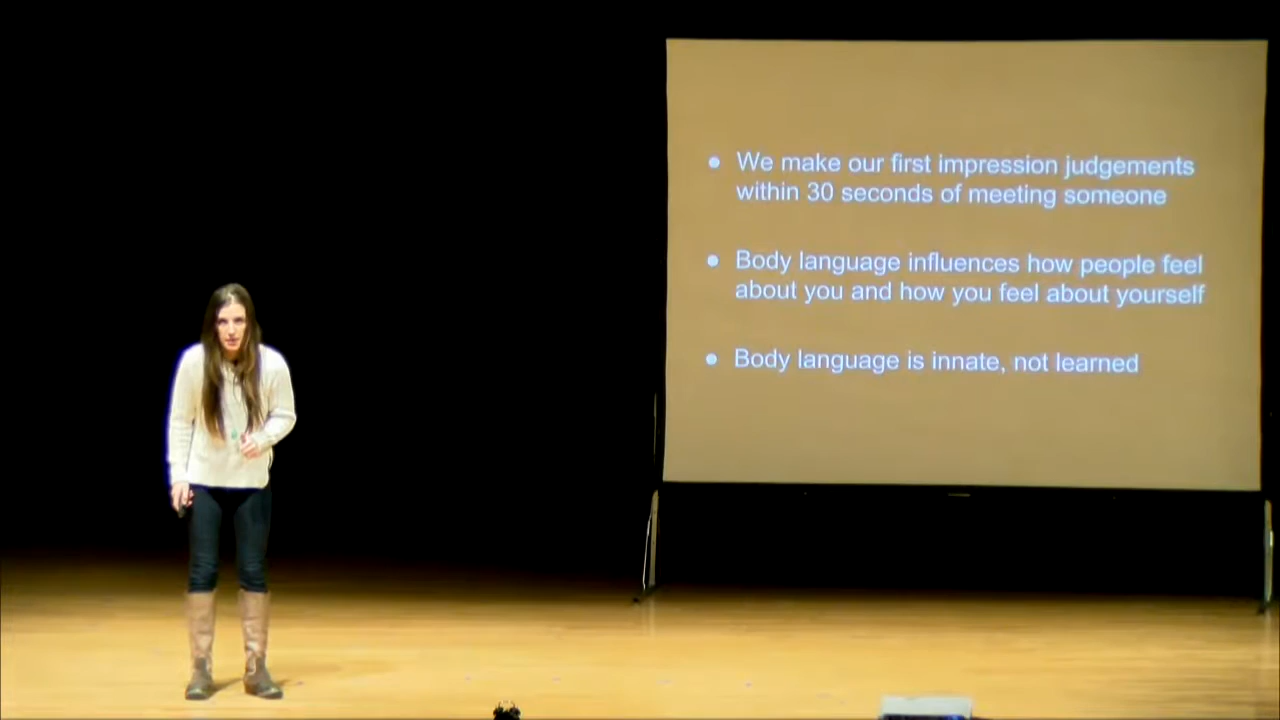 ● We make our first impression judgements
within 30 seconds of meeting someone
● Body language influences how people feel
about you and how you feel about yourself
● Body language is innate, not learned